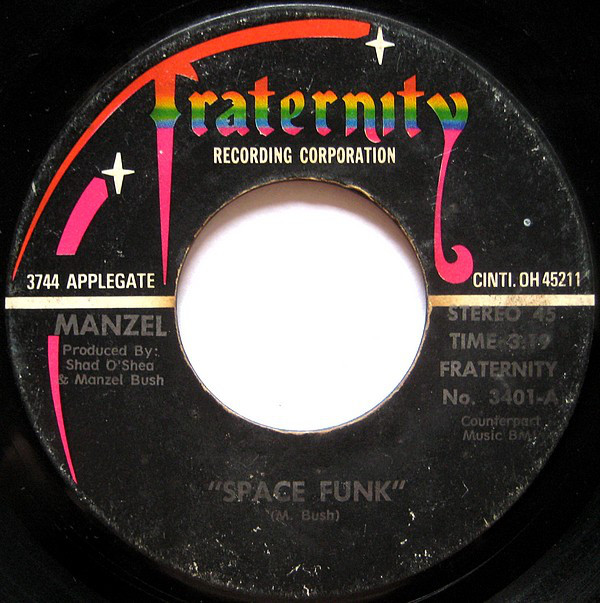 Fraternity
RECORDING CORPORATION
3744 APPLEGATE
CINTI. OH 45211
MANZEL
Produced By:
Shad O'Shea
& Manzel Bush
STEREO 45
TIME 3:19
FRATERNITY
No. 3401-A
Counterpart
Music BMI
"SPACE FUNK"
(M. Bush)